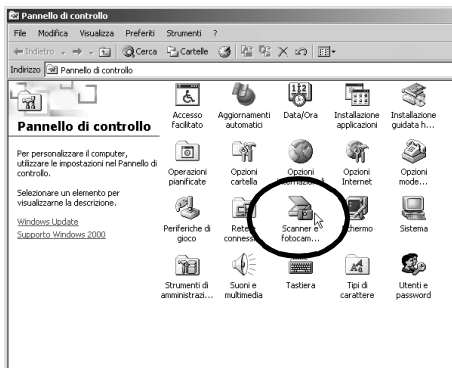 Pannello di controllo
File Modifica Visualizza Preferiti Strumenti ?
Indietro Cerca Cartelle
Indirizzo Pannello di controllo
Pannello di controllo
Per personalizzare il computer,
utilizzare le impostazioni nel Pannello di
controllo.
Selezionare un elemento per
visualizzarne la descrizione.
Windows Update
Supporto Windows 2000
Accesso
facilitato
Aggiornamenti
automatici
Data/Ora
Installazione
applicazioni
Installazione
guidata h...
Operazioni
pianificate
Opzioni
cartella
Opzioni
Opzioni
Internet
Opzioni
mode...
Periferiche di
gioco
Rete e
Scanner e
fotocam...
Schermo
Sistema
Strumenti di
amministrazi...
Suoni e
multimedia
Tastiera
Tipi di
carattere
Utenti e
password